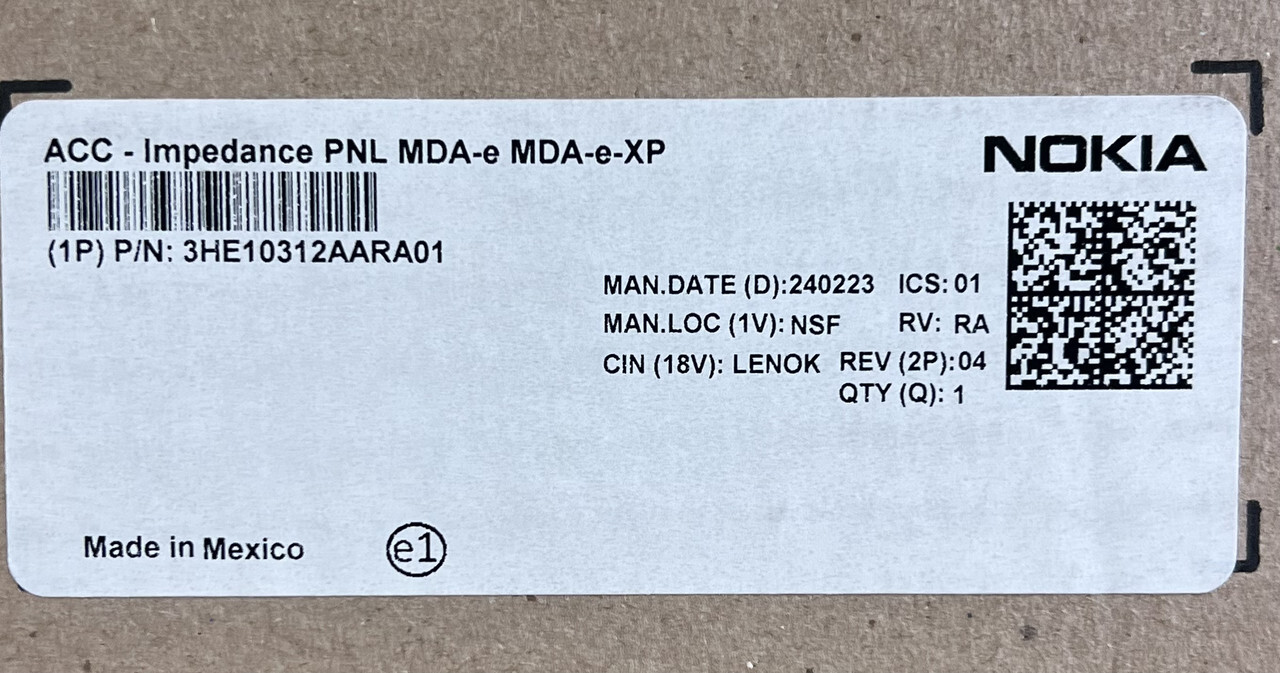 ACC - Impedance PNL MDA-e MDA-e-XP
NOKIA
(1P) P/N: 3HE10312AARA01
MAN.DATE (D):240223 ICS: 01
MAN.LOC (1V): NSF RV: RA
CIN (18V): LENOK REV (2P):04
QTY (Q): 1
Made in Mexico e1